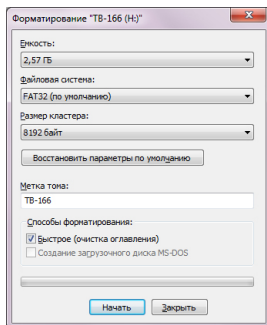 Форматирование "TB-166 (H:)"
Емкость:
2,57 ГБ
Файловая система:
FAT32 (по умолчанию)
Размер кластера:
8192 байт
Восстановить параметры по умолчанию
Метка тома:
TB-166
Способы форматирования:
Быстрое (очистка оглавления)
Создание загрузочного диска MS-DOS
Начать
Закрыть